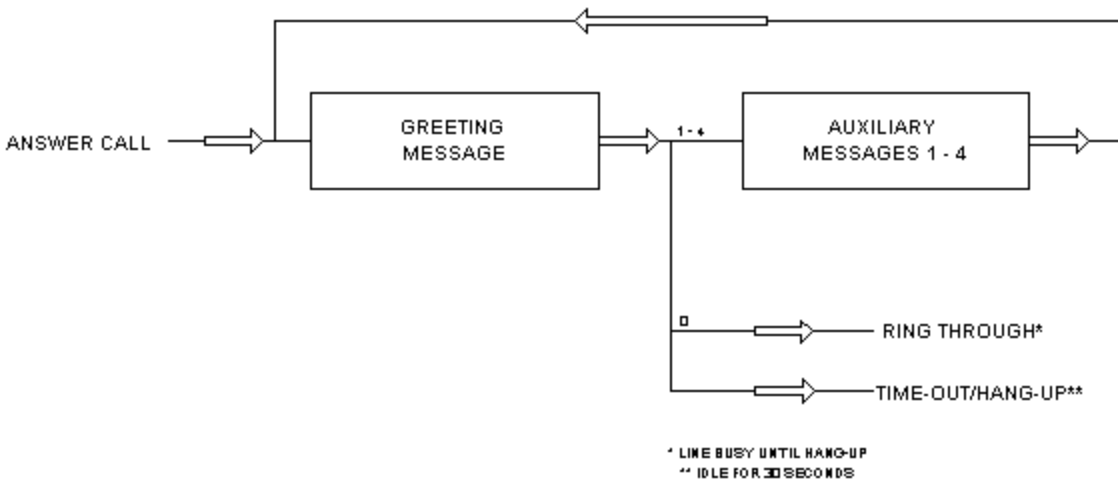 ANSWER CALL
GREETING
MESSAGE
1 - 4
AUXILIARY
MESSAGES 1 - 4
0
RING THROUGH*
TIME-OUT/HANG-UP**
* LINE BUSY UNTIL HANG-UP
** IDLE FOR 30 SECONDS